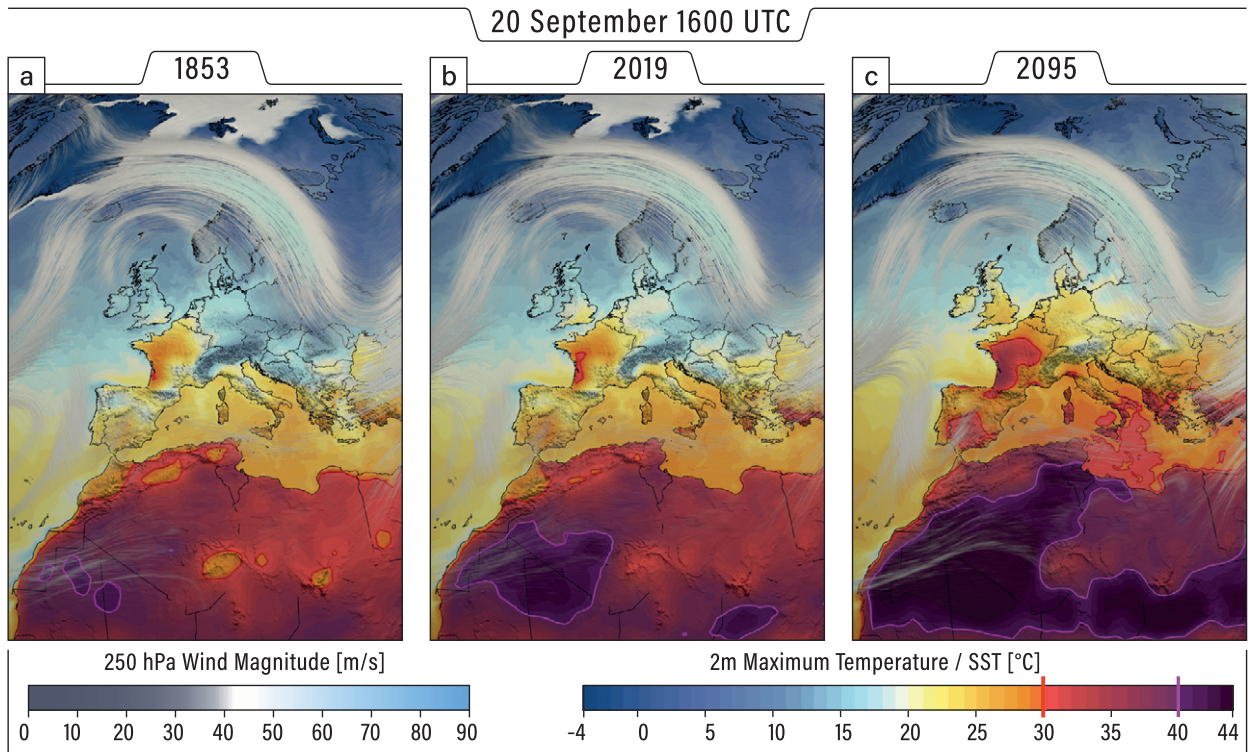 20 September 1600 UTC
a 1853
b 2019
c 2095
250 hPa Wind Magnitude [m/s]
0 10 20 30 40 50 60 70 80 90
2m Maximum Temperature / SST [°C]
-4 0 5 10 15 20 25 30 35 40 44